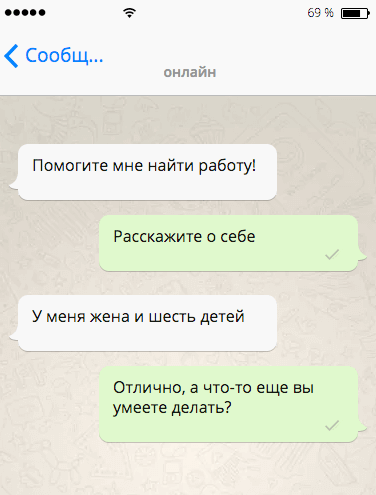 69 %
Сообщ...
онлайн
Помогите мне найти работу!
Расскажите о себе
У меня жена и шесть детей
Отлично, а что-то еще вы
умеете делать?